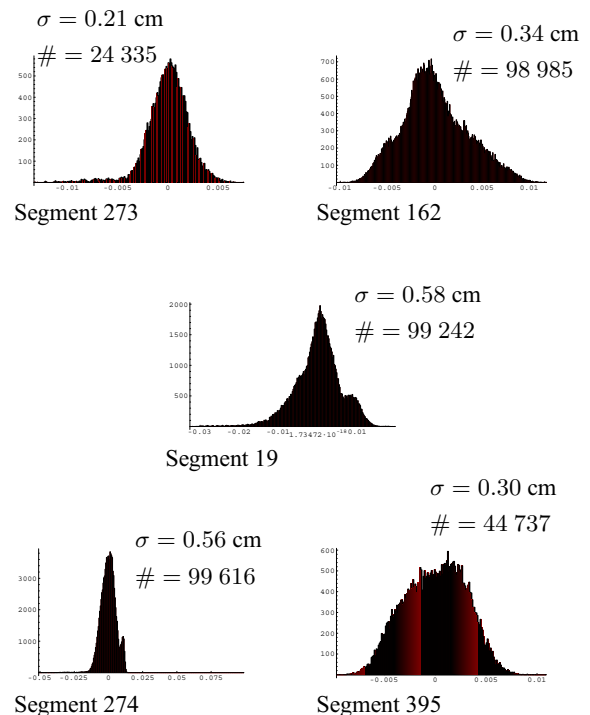 σ = 0.21 cm
# = 24 335
500
400
300
200
100
-0.01 -0.005 0 0.005
Segment 273
σ = 0.34 cm
# = 98 985
700
600
500
400
300
200
100
-0.01 -0.005 0 0.005 0.01
Segment 162
σ = 0.58 cm
# = 99 242
2000
1500
1000
500
-0.03 -0.02 -0.01 1.73472·10⁻¹⁸ 0.01
Segment 19
σ = 0.56 cm
# = 99 616
3000
2000
1000
-0.05 -0.025 0 0.025 0.05 0.075
Segment 274
σ = 0.30 cm
# = 44 737
600
500
400
300
200
100
-0.005 0 0.005 0.01
Segment 395